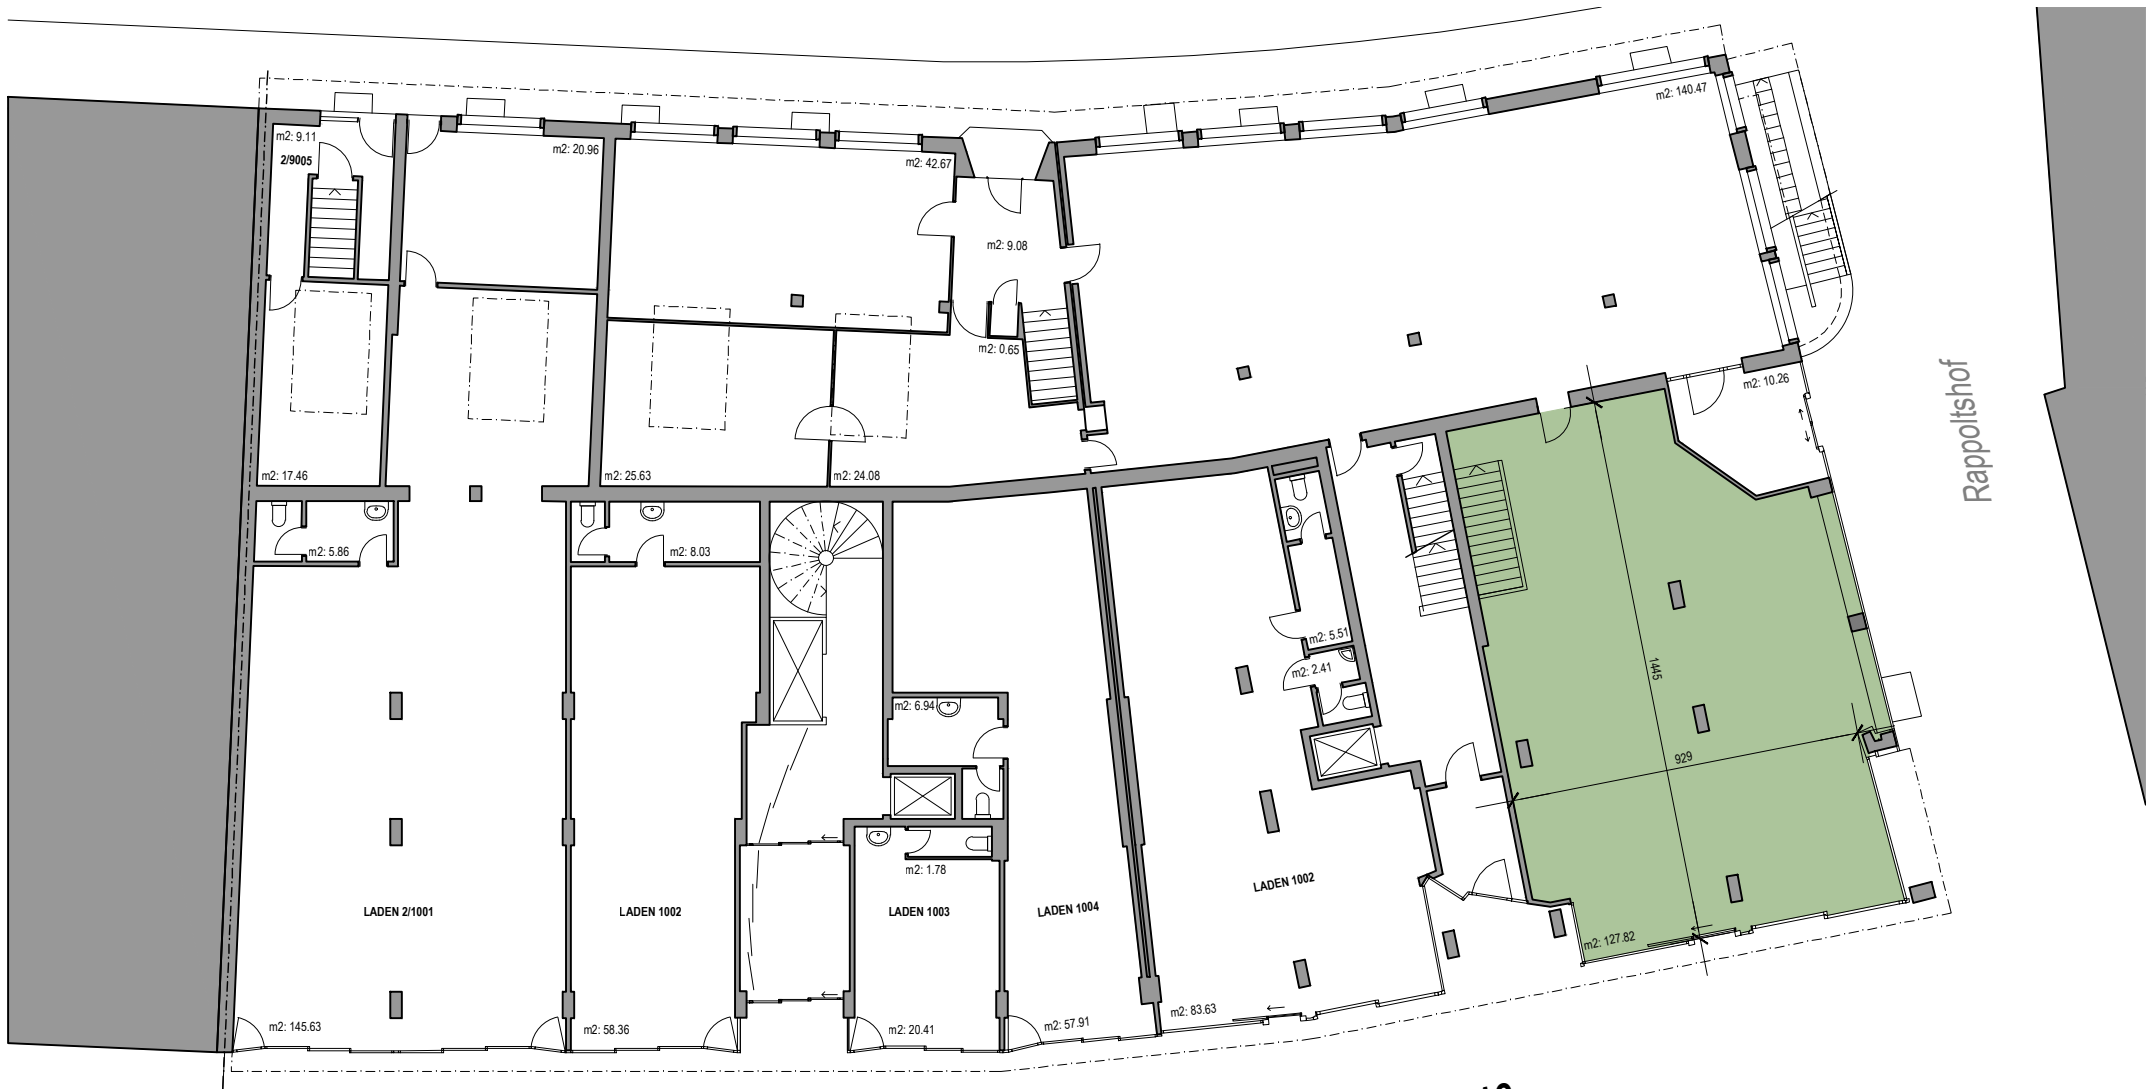 m2: 140.47
m2: 9.11
2/9005
m2: 20.96
m2: 42.67
m2: 9.08
m2: 0.65
m2: 10.26
Rappoltshof
m2: 17.46
m2: 25.63
m2: 24.08
m2: 5.86
m2: 8.03
m2: 5.51
m2: 2.41
1445
m2: 6.94
929
m2: 1.78
LADEN 2/1001
LADEN 1002
LADEN 1003
LADEN 1004
LADEN 1002
m2: 127.82
m2: 145.63
m2: 58.36
m2: 20.41
m2: 57.91
m2: 83.63